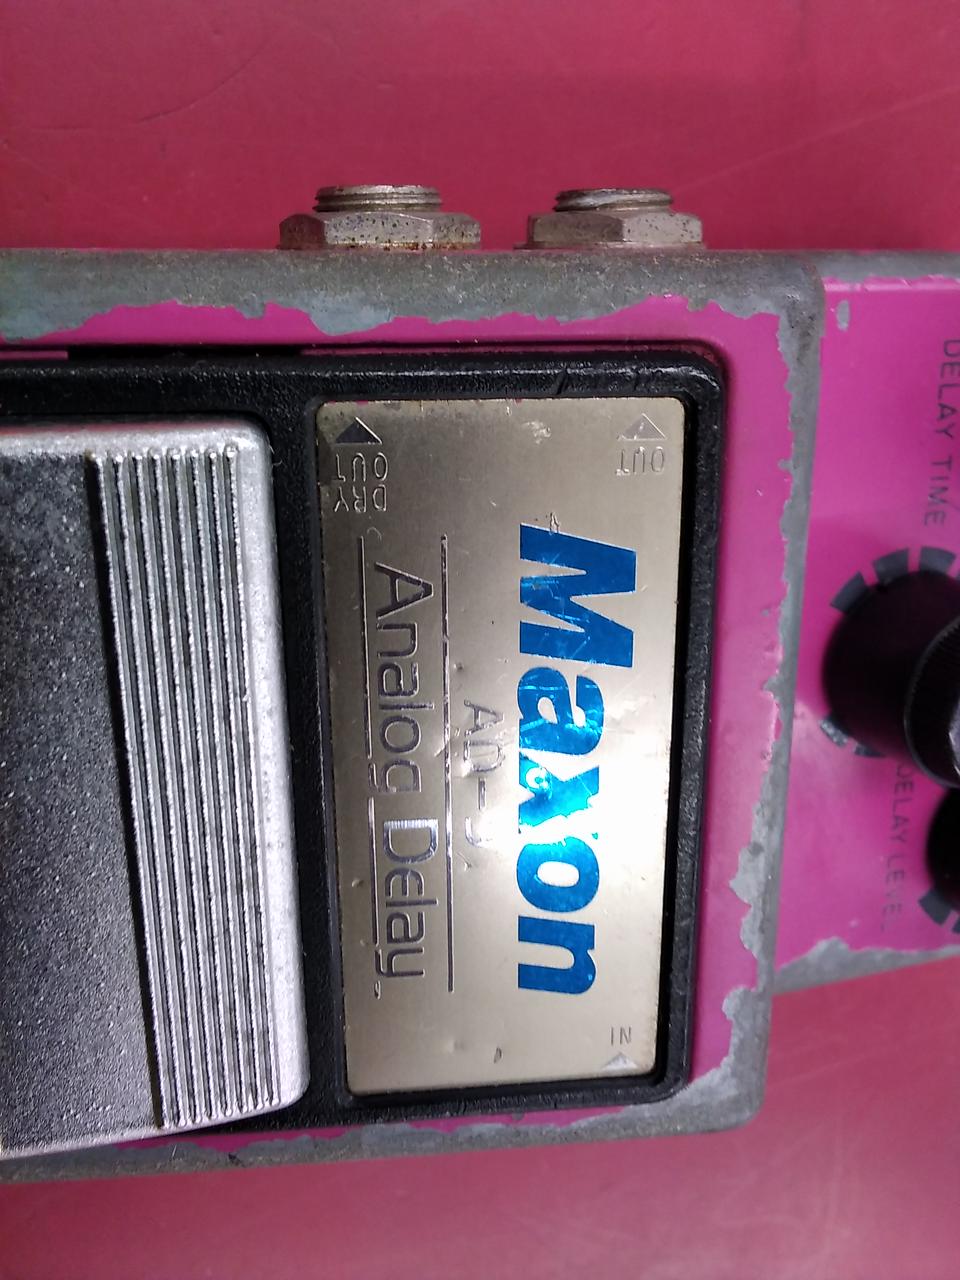 DELAY TIME
DELAY LEVEL
OUT
IN
Maxon
AD-9
DRY
OUT
Analog Delay